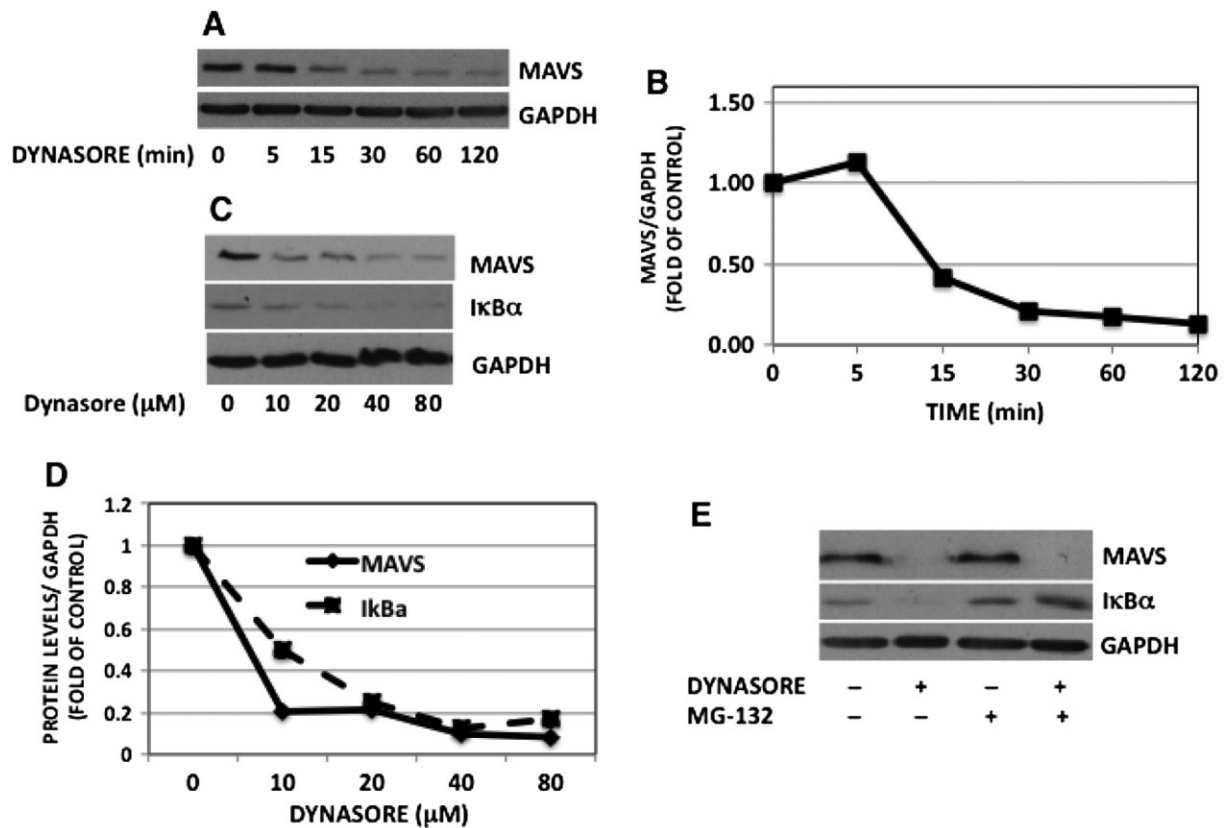 A
MAVS
GAPDH
DYNASORE (min) 0 5 15 30 60 120
B
MAVS/GAPDH
(FOLD OF CONTROL)
1.50
1.00
0.50
0.00
0 5 15 30 60 120
TIME (min)
C
MAVS
IκBα
GAPDH
Dynasore (μM) 0 10 20 40 80
D
PROTEIN LEVELS/ GAPDH
(FOLD OF CONTROL)
1.2
1
0.8
0.6
0.4
0.2
0
MAVS
IkBa
0 10 20 40 80
DYNASORE (μM)
E
MAVS
IκBα
GAPDH
DYNASORE – + – +
MG-132 – – + +